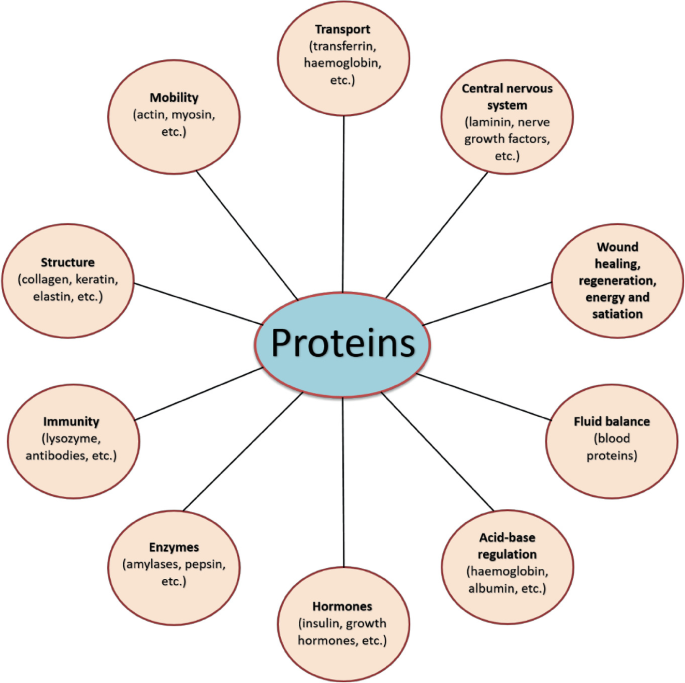 Transport
(transferrin,
haemoglobin,
etc.)
Central nervous
system
(laminin, nerve
growth factors,
etc.)
Wound
healing,
regeneration,
energy and
satiation
Fluid balance
(blood
proteins)
Acid-base
regulation
(haemoglobin,
albumin, etc.)
Hormones
(insulin, growth
hormones, etc.)
Enzymes
(amylases, pepsin,
etc.)
Immunity
(lysozyme,
antibodies, etc.)
Structure
(collagen, keratin,
elastin, etc.)
Mobility
(actin, myosin,
etc.)
Proteins